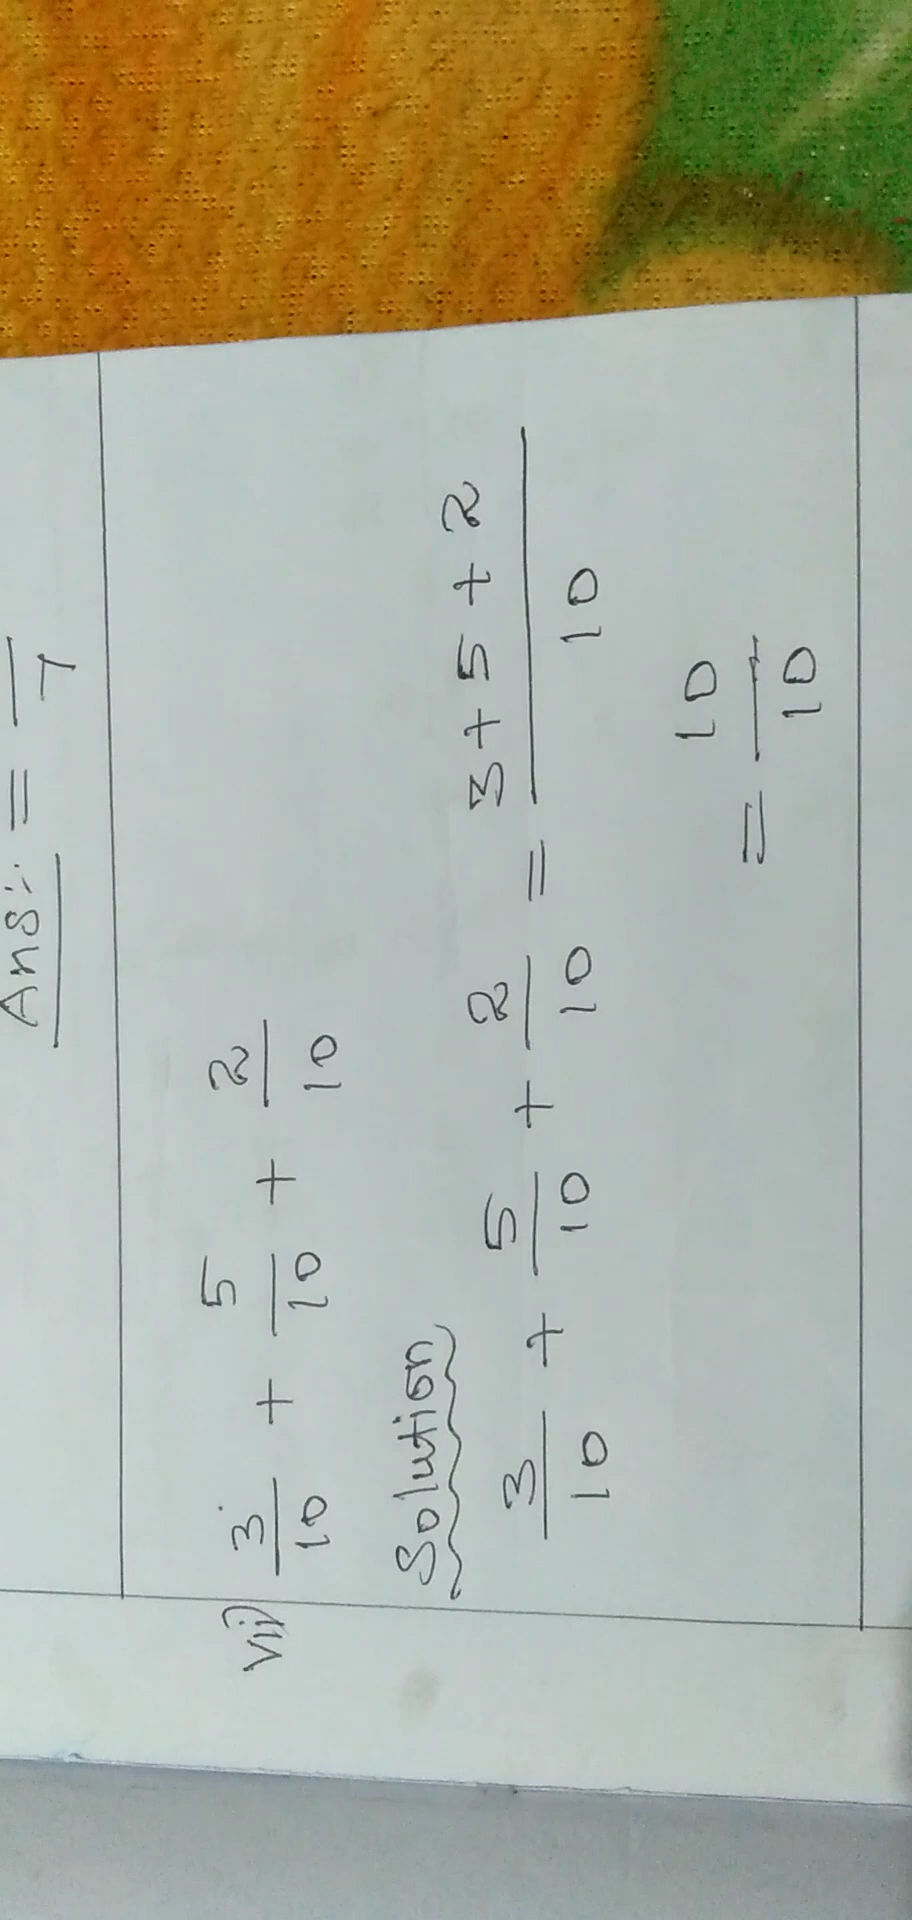 Ans:. = — 7
vii) 3/10 + 5/10 + 2/10
Solution
3/10 + 5/10 + 2/10 = 3+5+2/10
= 10/10